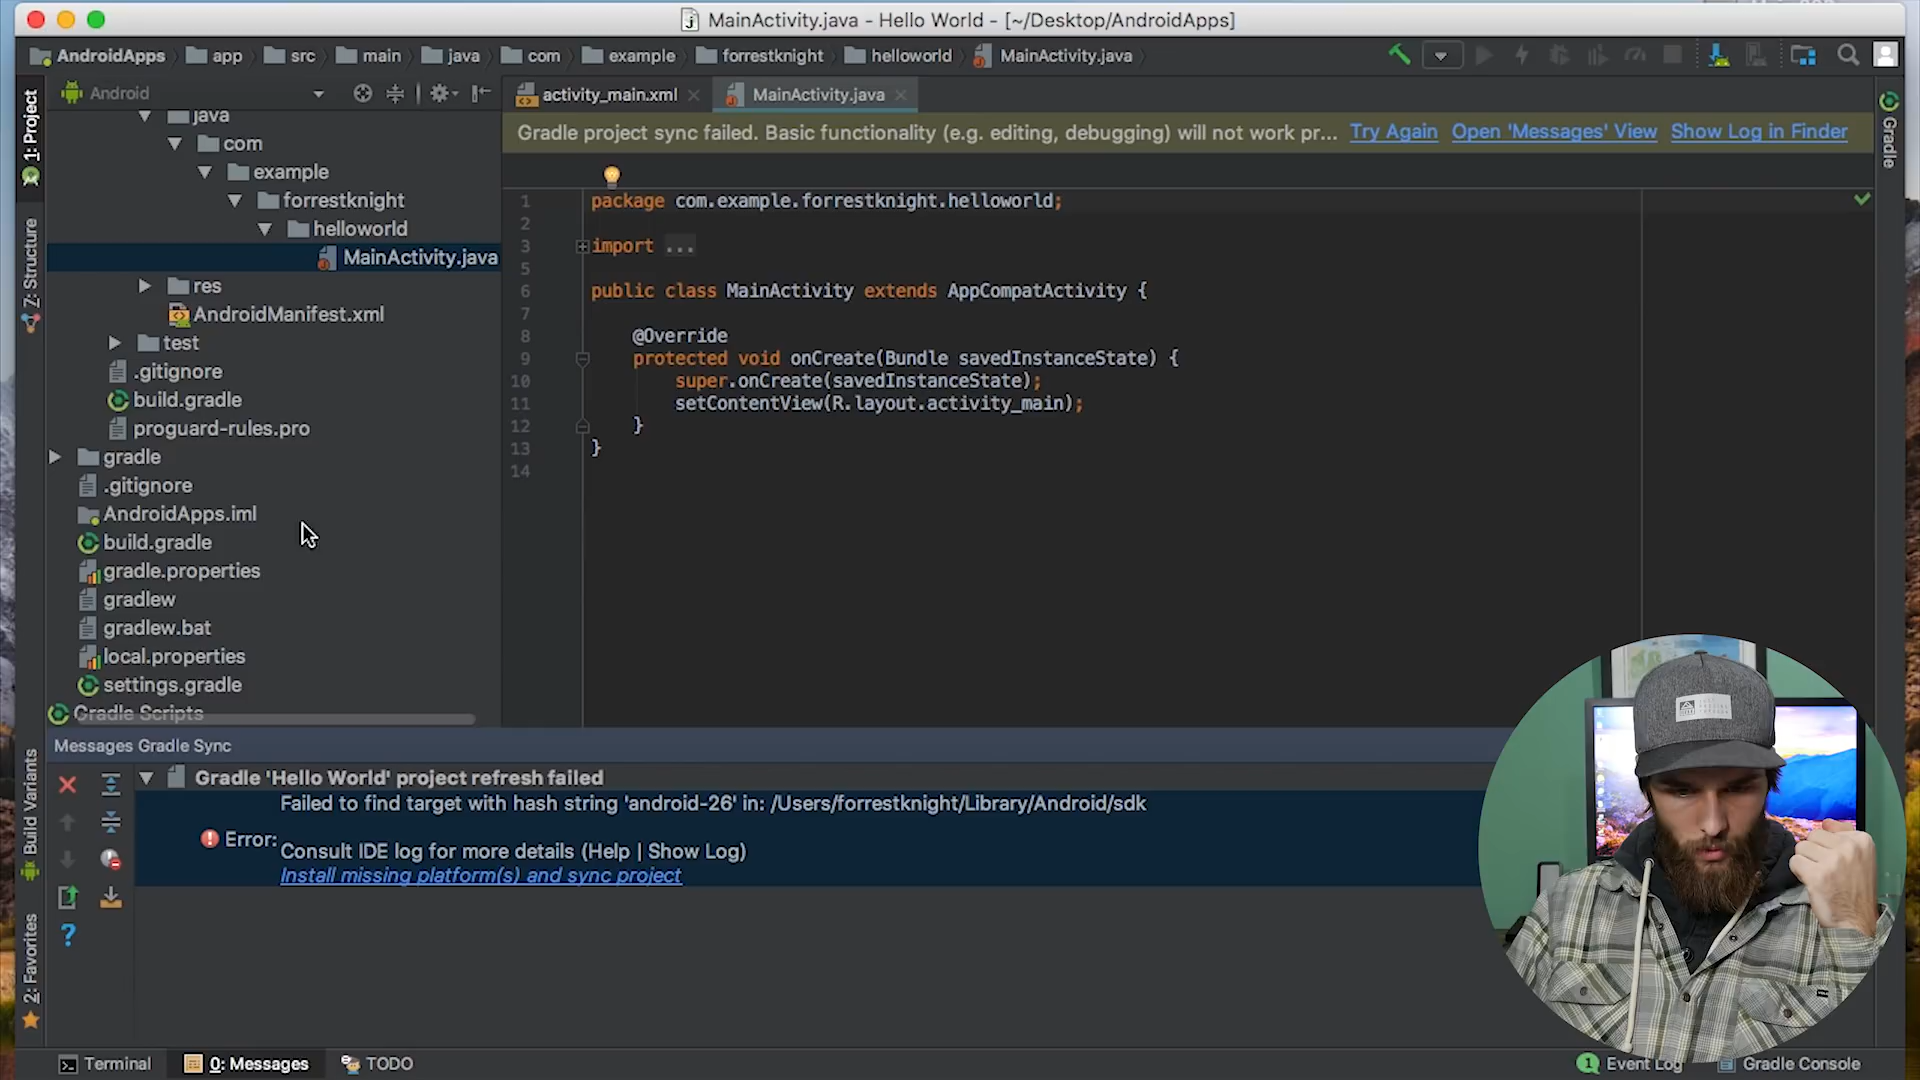 MainActivity.java - Hello World - [~/Desktop/AndroidApps]
AndroidApps app src main java com example forrestknight helloworld MainActivity.java
1: Project
Z: Structure
Build Variants
2: Favorites
Android
java
com
example
forrestknight
helloworld
MainActivity.java
res
AndroidManifest.xml
test
.gitignore
build.gradle
proguard-rules.pro
gradle
.gitignore
AndroidApps.iml
build.gradle
gradle.properties
gradlew
gradlew.bat
local.properties
settings.gradle
Gradle Scripts
activity_main.xml MainActivity.java
Gradle project sync failed. Basic functionality (e.g. editing, debugging) will not work pr... Try Again Open 'Messages' View Show Log in Finder
Gradle
1 package com.example.forrestknight.helloworld;
2
3 import ...
5
6 public class MainActivity extends AppCompatActivity {
7
8 @Override
9 protected void onCreate(Bundle savedInstanceState) {
10 super.onCreate(savedInstanceState);
11 setContentView(R.layout.activity_main);
12 }
13 }
14
Messages Gradle Sync
Gradle 'Hello World' project refresh failed
Failed to find target with hash string 'android-26' in: /Users/forrestknight/Library/Android/sdk
Error:
Consult IDE log for more details (Help | Show Log)
Install missing platform(s) and sync project
Terminal 0: Messages TODO 1 Event Log Gradle Console